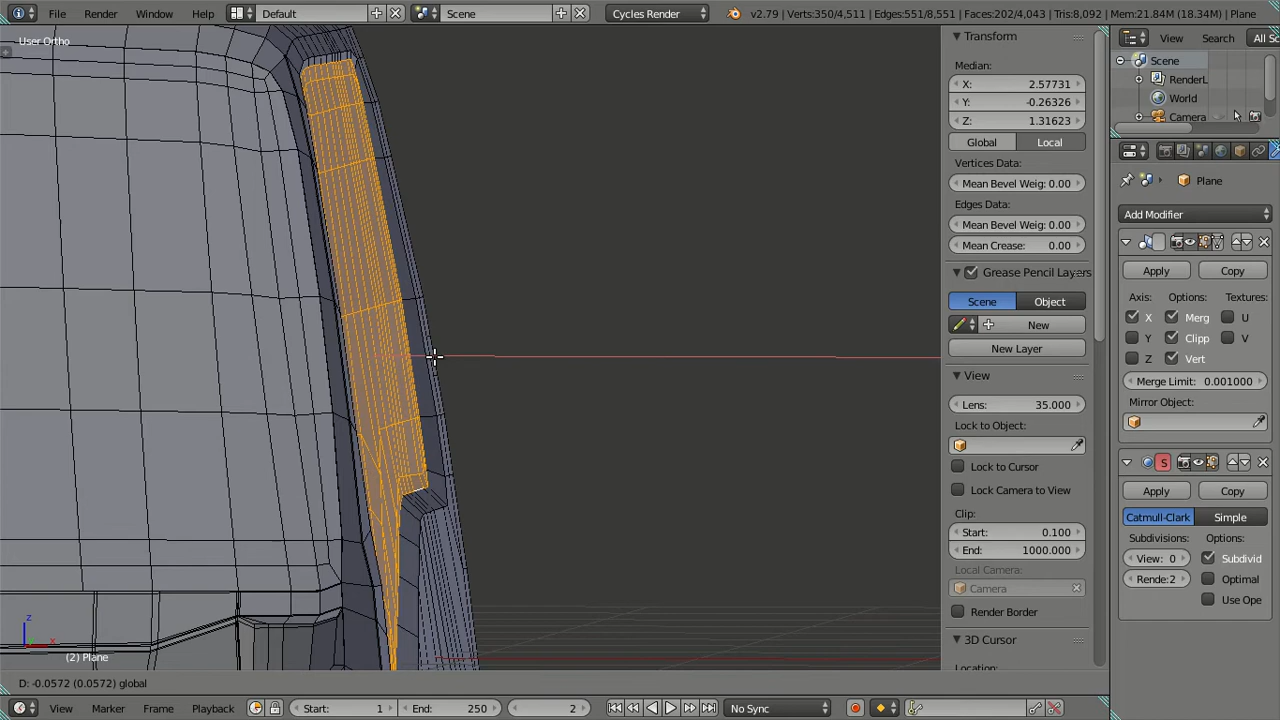 File Render Window Help Default Scene Cycles Render v2.79 | Verts:350/4,511 | Edges:551/8,551 | Faces:202/4,043 | Tris:8,092 | Mem:21.84M (18.34M) | Plane
User Ortho
Transform
Median:
X: 2.57731
Y: -0.26326
Z: 1.31623
Global Local
Vertices Data:
Mean Bevel Weig: 0.00
Edges Data:
Mean Bevel Weig: 0.00
Mean Crease: 0.00
Grease Pencil Layers
Scene Object
New
New Layer
View
Lens: 35.000
Lock to Object:
Lock to Cursor
Lock Camera to View
Clip:
Start: 0.100
End: 1000.000
Local Camera:
Camera
Render Border
3D Cursor
Location:
View Search All Sc
Scene
RenderL
World
Camera
Plane
Add Modifier
Apply Copy
Axis: Options: Textures:
X Merg U
Y Clipp V
Z Vert
Merge Limit: 0.001000
Mirror Object:
S
Apply Copy
Catmull-Clark Simple
Subdivisions: Options:
View: 0 Subdivid
Rende:2 Optimal
Use Ope
z
x
(2) Plane
D: -0.0572 (0.0572) global
View Marker Frame Playback Start: 1 End: 250 2 No Sync